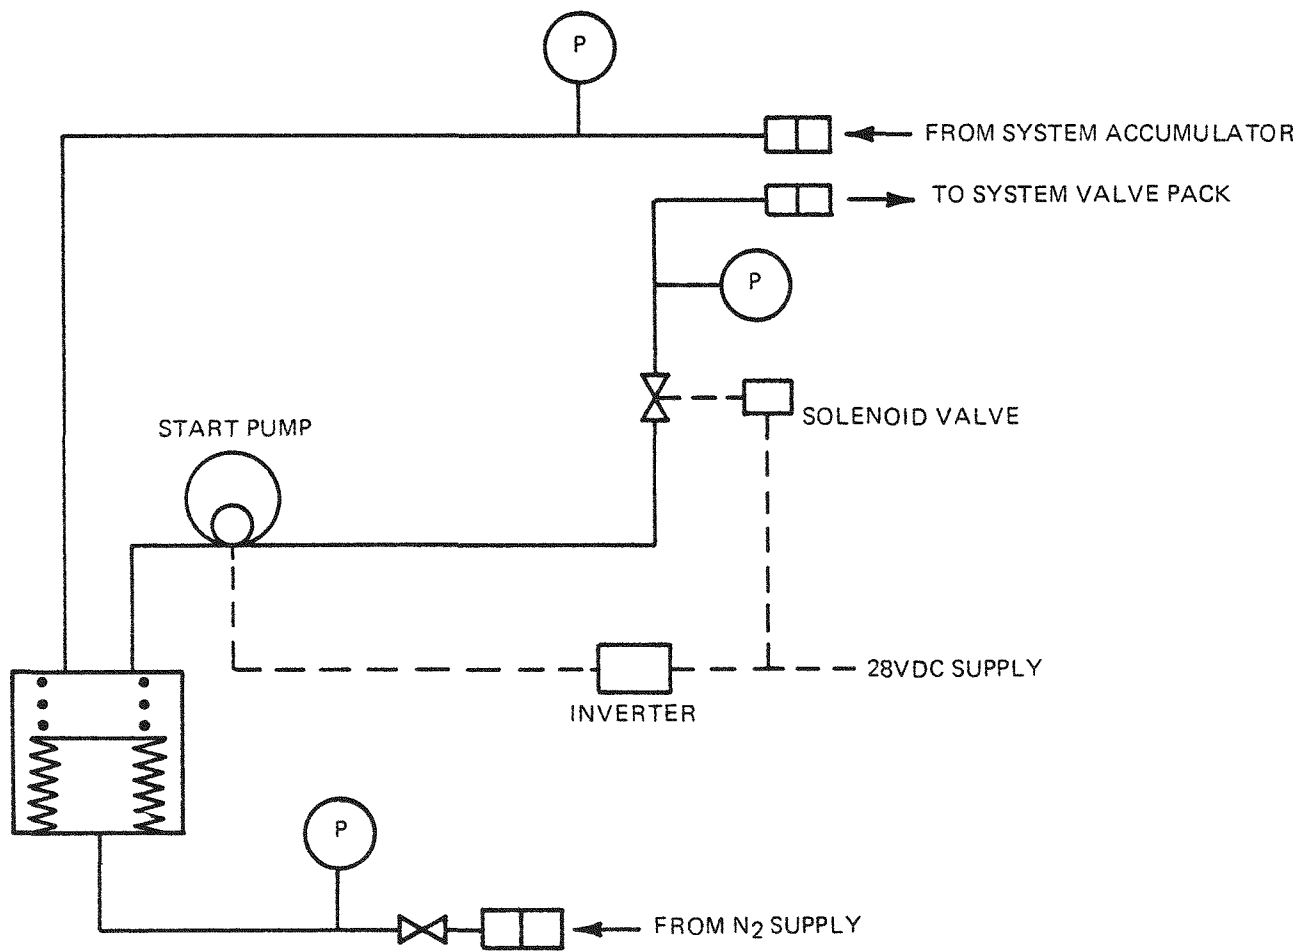 P
FROM SYSTEM ACCUMULATOR
TO SYSTEM VALVE PACK
P
SOLENOID VALVE
START PUMP
28VDC SUPPLY
INVERTER
P
FROM N2 SUPPLY